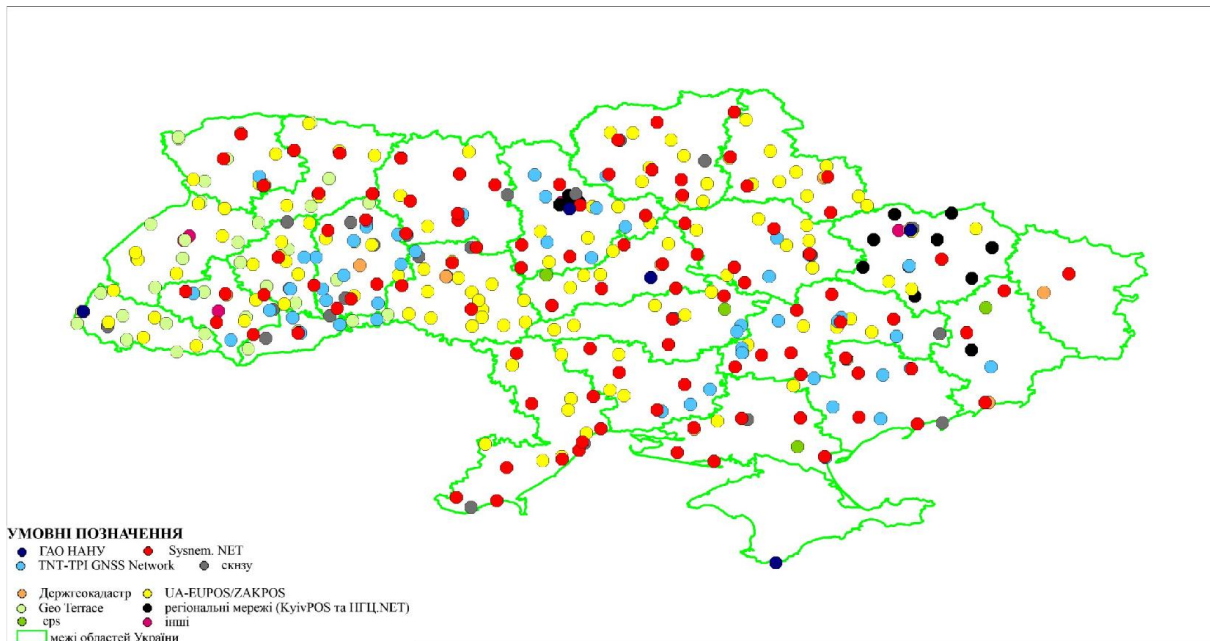 УМОВНІ ПОЗНАЧЕННЯ
ГАО НАНУ Sysnem. NET
TNT-TPI GNSS Network скнзу
Держгеокадастр UA-EUPOS/ZAKPOS
Geo Terrace регіональні мережі (KyivPOS та НГЦ.NET)
eps інші
межі областей України